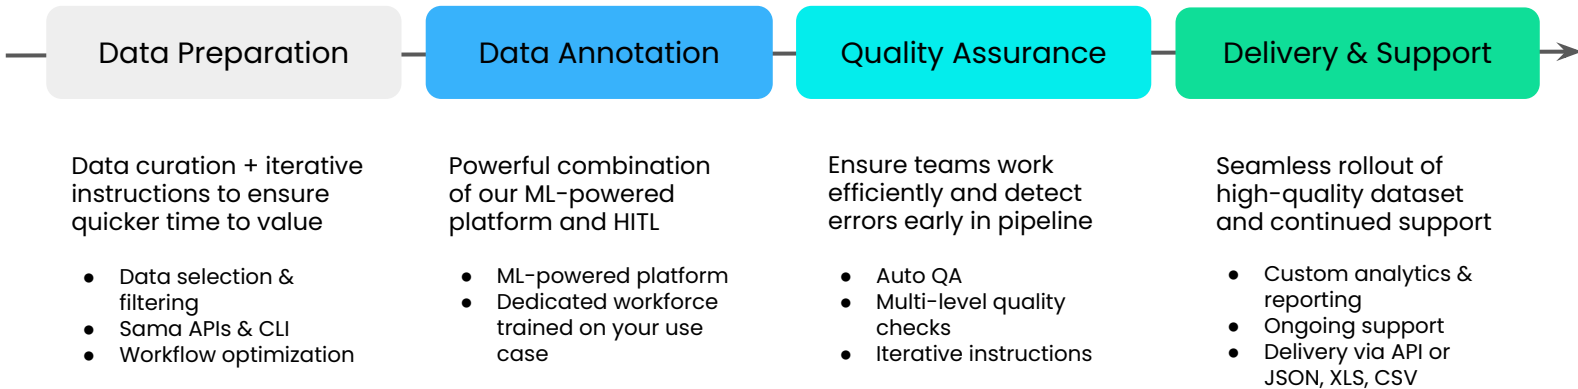 Data Preparation
Data curation + iterative
instructions to ensure
quicker time to value
● Data selection &
filtering
● Sama APIs & CLI
● Workflow optimization
Data Annotation
Powerful combination
of our ML-powered
platform and HITL
● ML-powered platform
● Dedicated workforce
trained on your use
case
Quality Assurance
Ensure teams work
efficiently and detect
errors early in pipeline
● Auto QA
● Multi-level quality
checks
● Iterative instructions
Delivery & Support
Seamless rollout of
high-quality dataset
and continued support
● Custom analytics &
reporting
● Ongoing support
● Delivery via API or
JSON, XLS, CSV